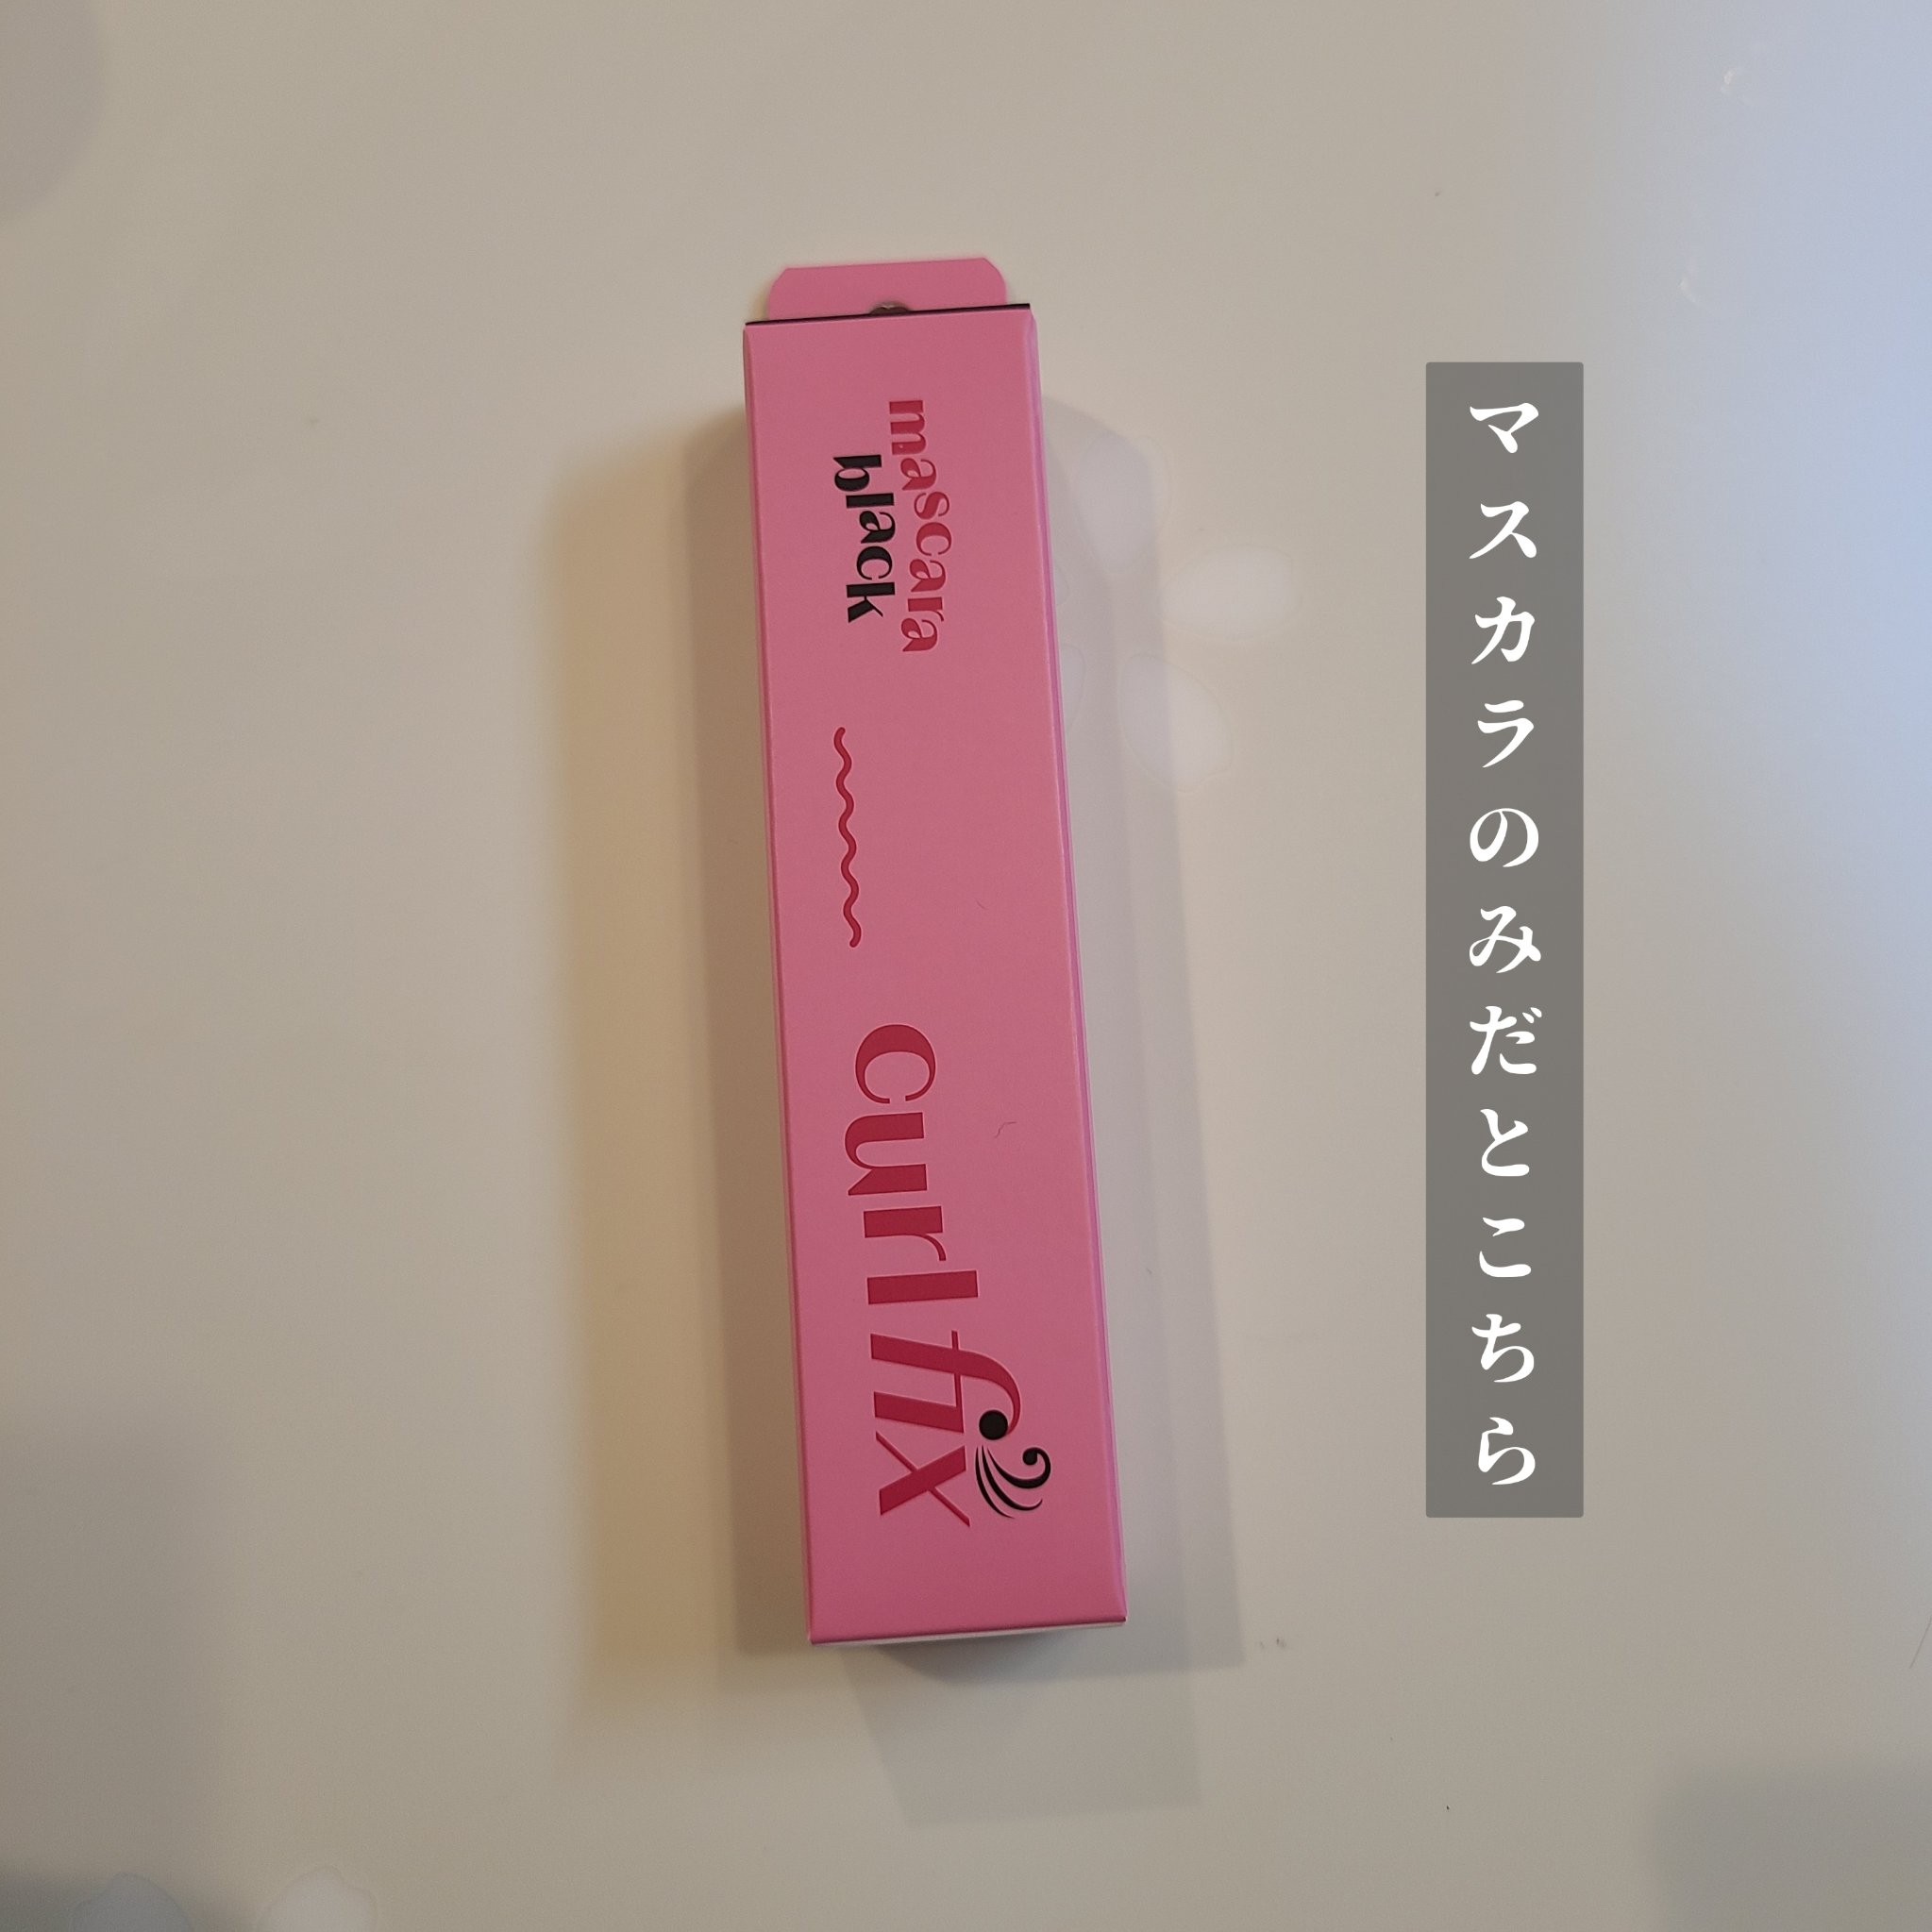 mascara
black
curl fix
マスカラのみだとこちら